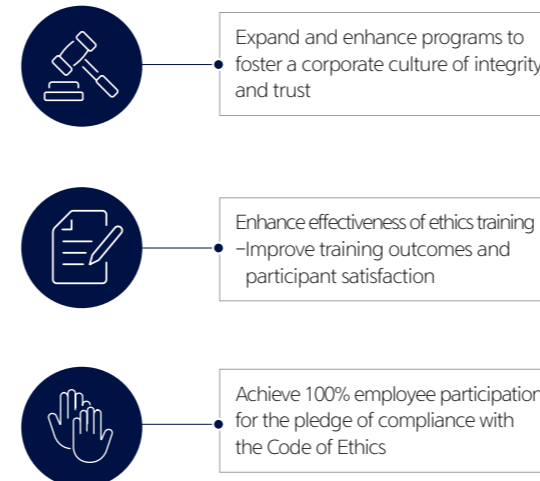 Expand and enhance programs to
foster a corporate culture of integrity
and trust
Enhance effectiveness of ethics training
–Improve training outcomes and
participant satisfaction
Achieve 100% employee participation
for the pledge of compliance with
the Code of Ethics